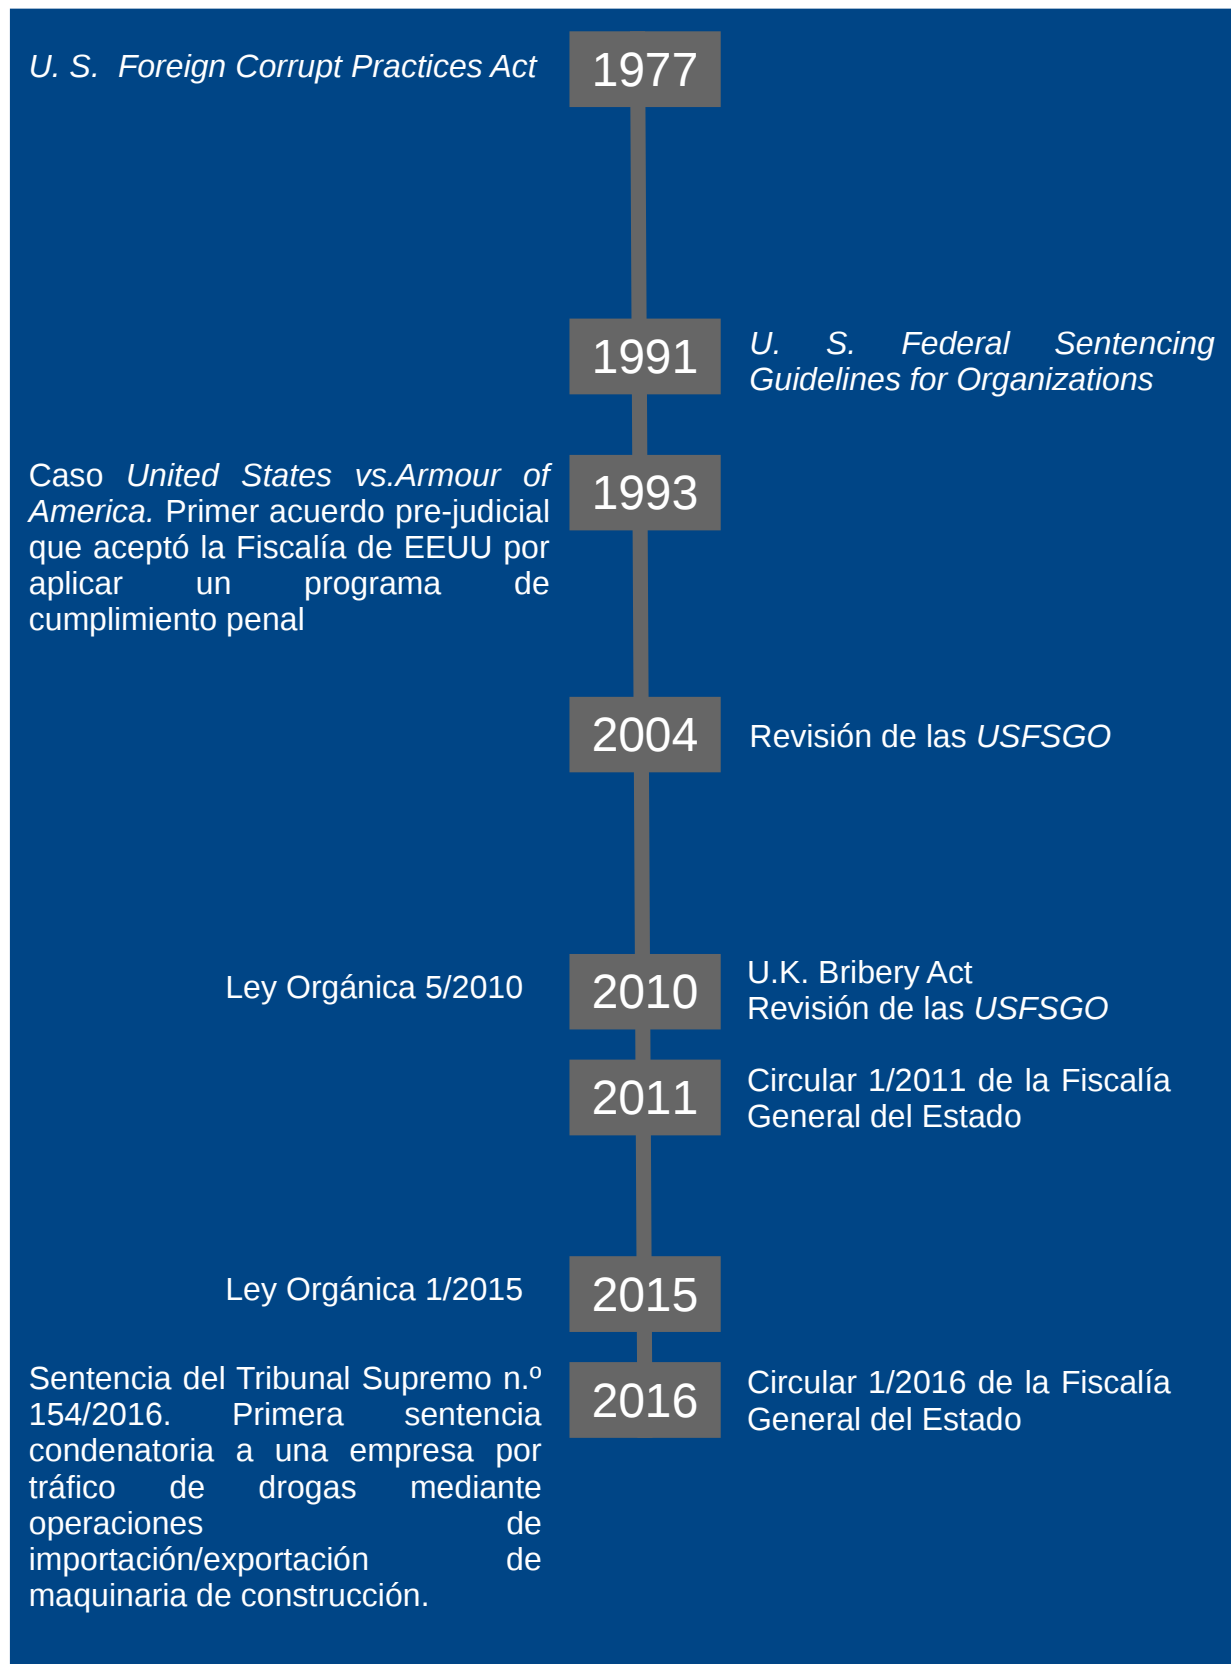 U. S. Foreign Corrupt Practices Act
1977
1991
U. S. Federal Sentencing
Guidelines for Organizations
Caso United States vs.Armour of
America. Primer acuerdo pre-judicial
que aceptó la Fiscalía de EEUU por
aplicar un programa de
cumplimiento penal
1993
2004
Revisión de las USFSGO
Ley Orgánica 5/2010
2010
U.K. Bribery Act
Revisión de las USFSGO
2011
Circular 1/2011 de la Fiscalía
General del Estado
Ley Orgánica 1/2015
2015
Sentencia del Tribunal Supremo n.º
154/2016. Primera sentencia
condenatoria a una empresa por
tráfico de drogas mediante
operaciones de
importación/exportación de
maquinaria de construcción.
2016
Circular 1/2016 de la Fiscalía
General del Estado